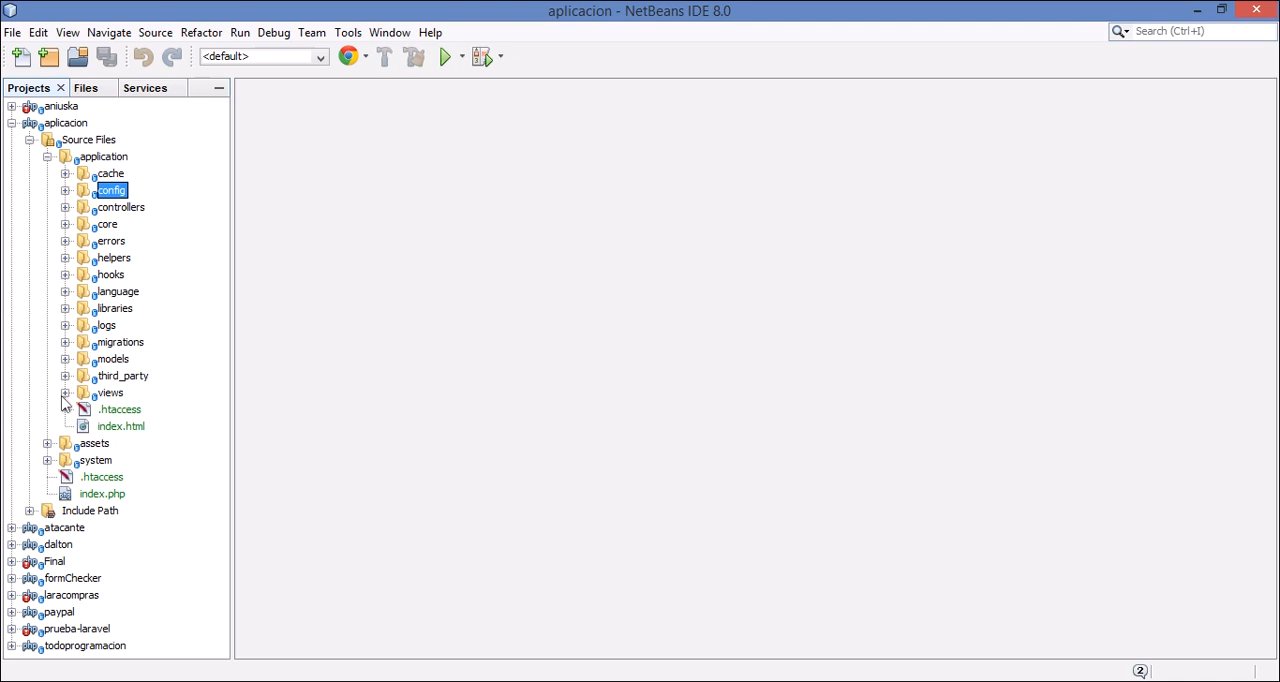 aplicacion - NetBeans IDE 8.0
File Edit View Navigate Source Refactor Run Debug Team Tools Window Help
Search (Ctrl+I)
<default>
Projects Files Services
aniuska
aplicacion
Source Files
application
cache
config
controllers
core
errors
helpers
hooks
language
libraries
logs
migrations
models
third_party
views
.htaccess
index.html
assets
system
.htaccess
index.php
Include Path
atacante
dalton
Final
formChecker
laracompras
paypal
prueba-laravel
todoprogramacion
2